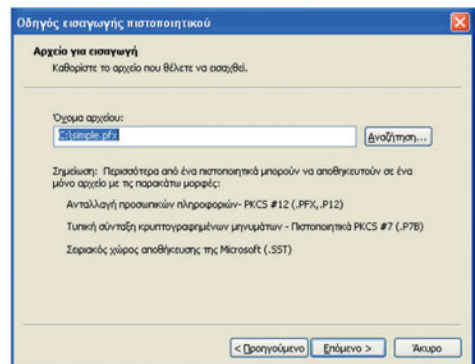 Οδηγός εισαγωγής πιστοποιητικού
Αρχείο για εισαγωγή
Καθορίστε το αρχείο που θέλετε να εισαχθεί.
Όνομα αρχείου:
C:\simple.pfx
Αναζήτηση...
Σημείωση: Περισσότερα από ένα πιστοποιητικά μπορούν να αποθηκευτούν σε ένα
μόνο αρχείο με τις παρακάτω μορφές:
Ανταλλαγή προσωπικών πληροφοριών- PKCS #12 (.PFX,.P12)
Τυπική σύνταξη κρυπτογραφημένων μηνυμάτων - Πιστοποιητικά PKCS #7 (.P7B)
Σειριακός χώρος αποθήκευσης της Microsoft (.SST)
< Προηγούμενο
Επόμενο >
Άκυρο